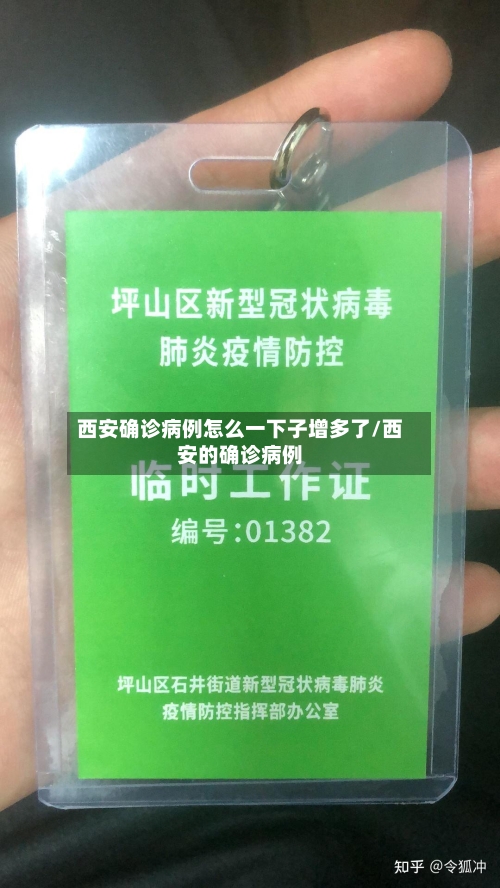 坪山区新型冠状病毒
肺炎疫情防控
西安确诊病例怎么一下子增多了/西
安的确诊病例
临时工作证
编号:01382
坪山区石井街道新型冠状病毒肺炎
疫情防控指挥部办公室
知乎 @令狐冲